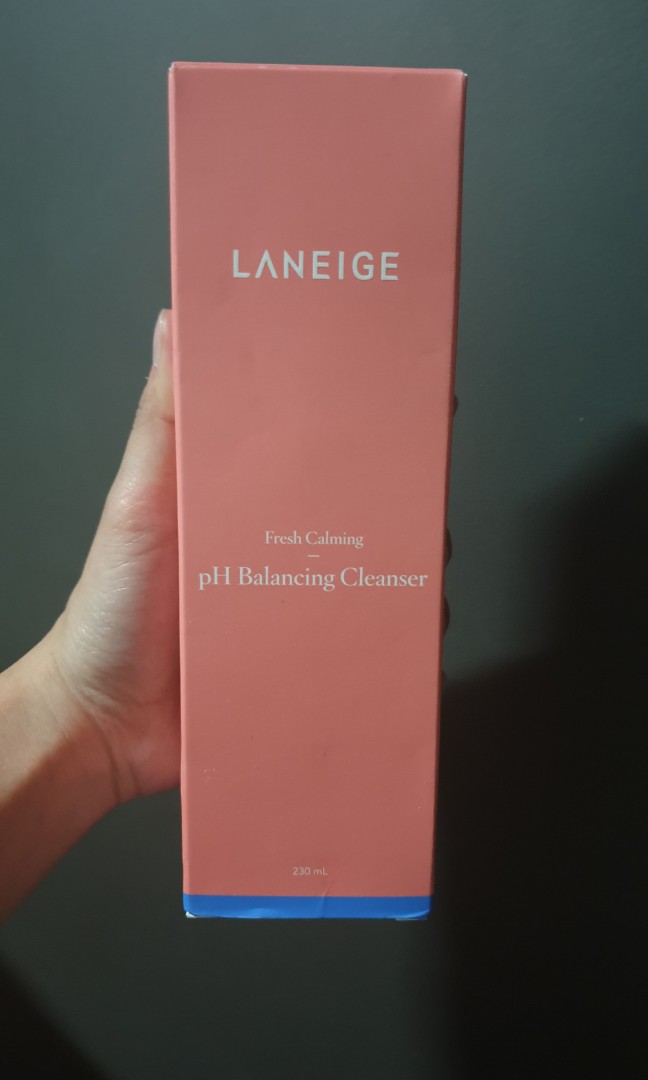 LANEIGE
Fresh Calming
pH Balancing Cleanser
230 mL